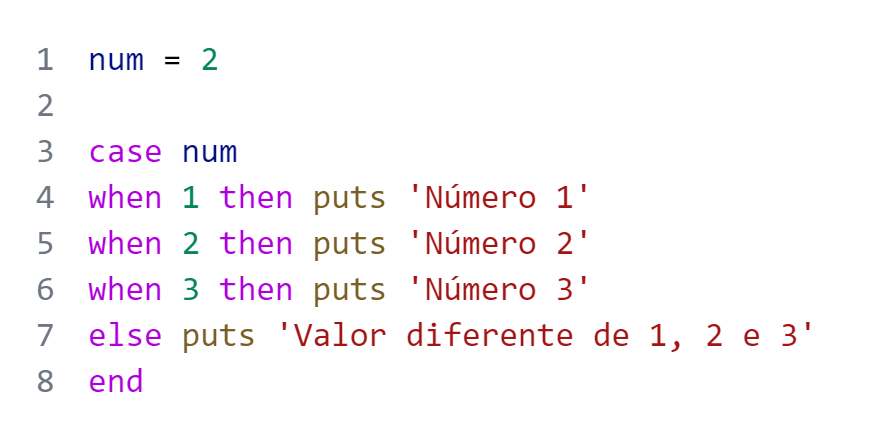 1 num = 2
2
3 case num
4 when 1 then puts 'Número 1'
5 when 2 then puts 'Número 2'
6 when 3 then puts 'Número 3'
7 else puts 'Valor diferente de 1, 2 e 3'
8 end